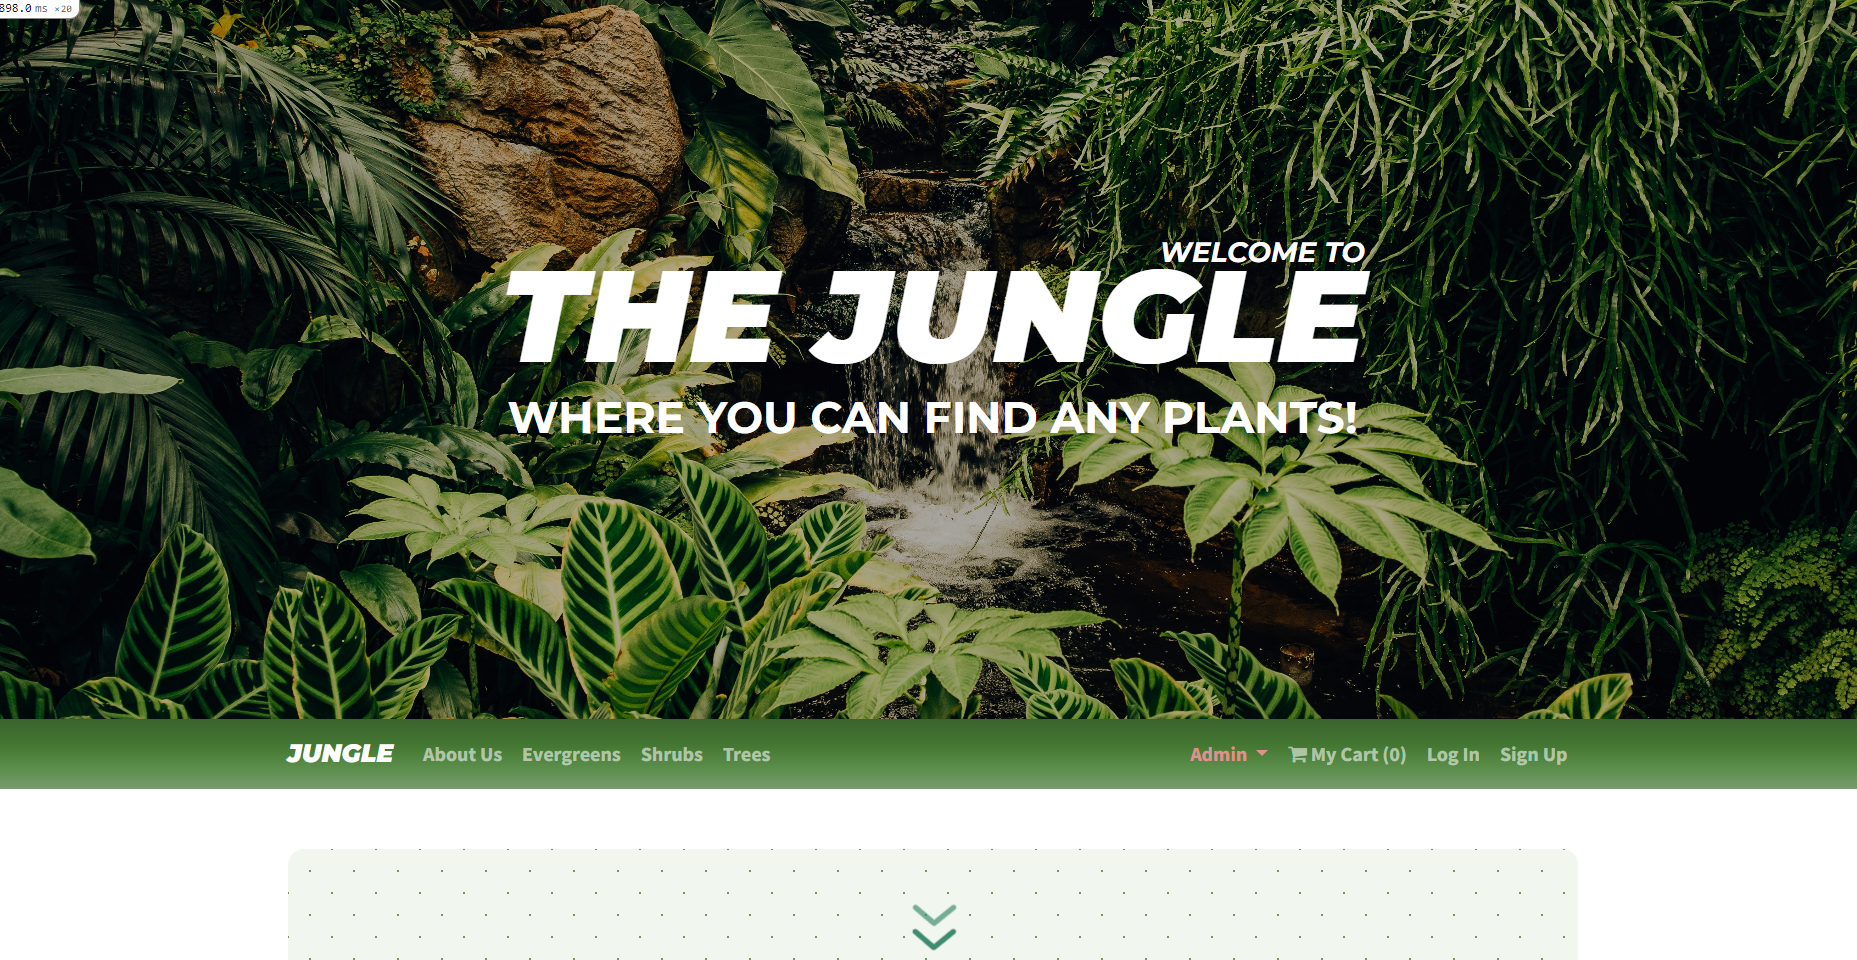 898.0 ms ×20
WELCOME TO
THE JUNGLE
WHERE YOU CAN FIND ANY PLANTS!
JUNGLE About Us Evergreens Shrubs Trees Admin My Cart (0) Log In Sign Up